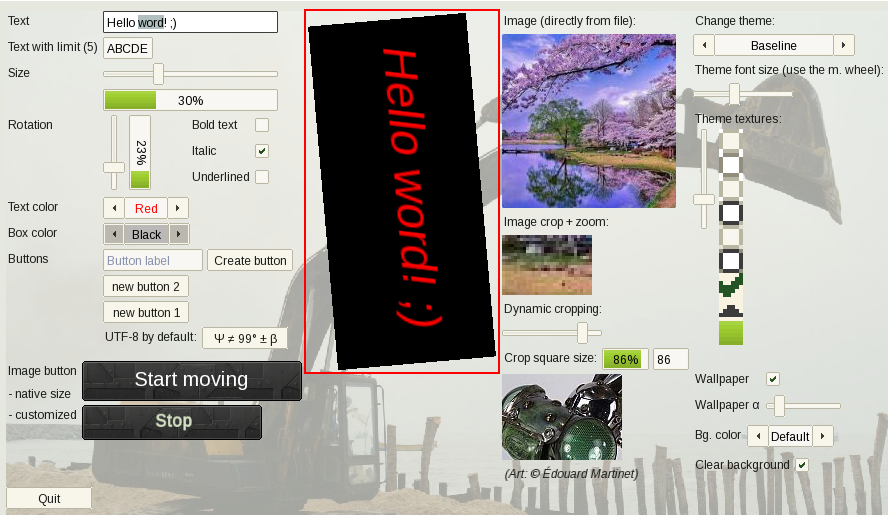 Text
Hello word! ;)
Text with limit (5)
ABCDE
Size
30%
Rotation
23%
Bold text
Italic
Underlined
Text color
Red
Box color
Black
Buttons
Button label
Create button
new button 2
new button 1
UTF-8 by default:
Ψ ≠ 99° ± β
Image button
- native size
- customized
Start moving
Stop
Quit
Hello word! ;)
Image (directly from file):
Image crop + zoom:
Dynamic cropping:
Crop square size:
86%
86
(Art: © Édouard Martinet)
Change theme:
Baseline
Theme font size (use the m. wheel):
Theme textures:
Wallpaper
Wallpaper α
Bg. color
Default
Clear background